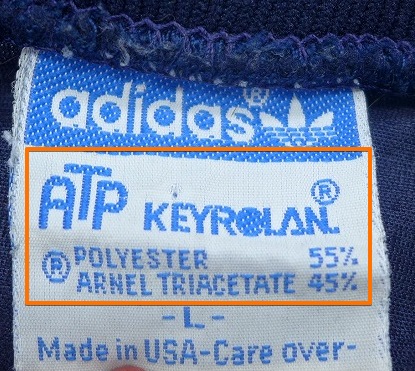 adidas®
ATP KEYROLAN®
POLYESTER 55%
® ARNEL TRIACETATE 45%
- L -
Made in USA-Care over-